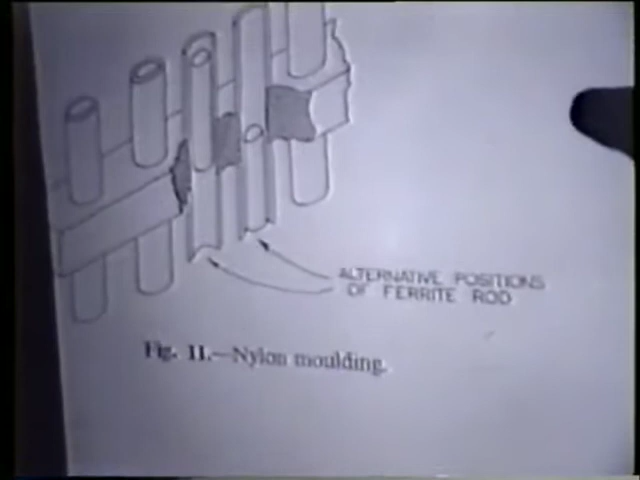 ALTERNATIVE POSITIONS
OF FERRITE ROD
Fig. 11.—Nylon moulding.